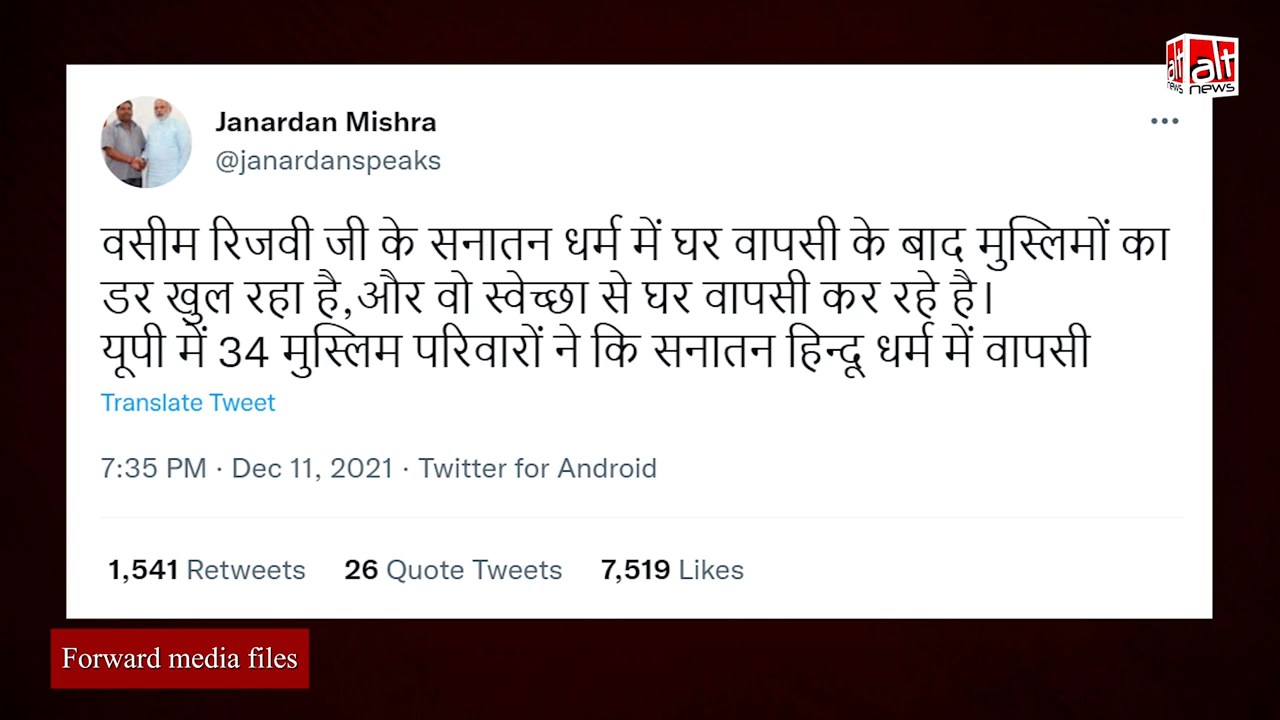 alt
alt
news
news
Janardan Mishra
@janardanspeaks
वसीम रिजवी जी के सनातन धर्म में घर वापसी के बाद मुस्लिमों का
डर खुल रहा है,और वो स्वेच्छा से घर वापसी कर रहे है।
यूपी में 34 मुस्लिम परिवारों ने कि सनातन हिन्दू धर्म में वापसी
Translate Tweet
7:35 PM · Dec 11, 2021 · Twitter for Android
1,541 Retweets 26 Quote Tweets 7,519 Likes
Forward media files